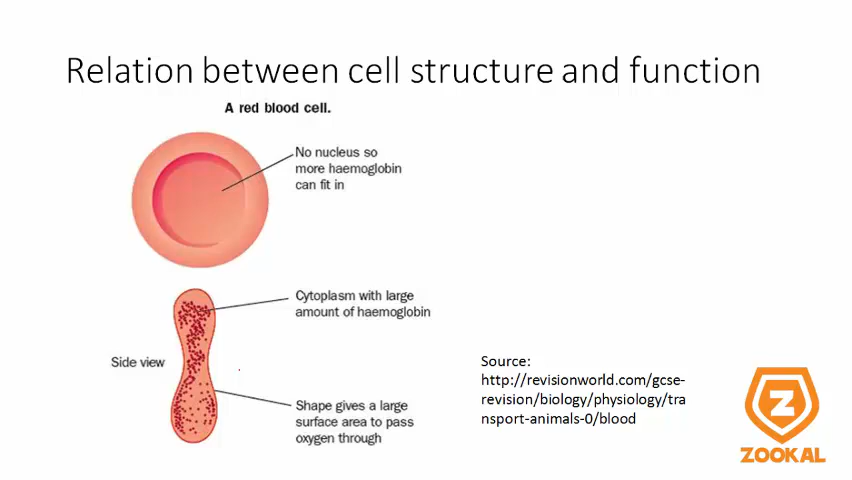 Relation between cell structure and function
A red blood cell.
No nucleus so
more haemoglobin
can fit in
Cytoplasm with large
amount of haemoglobin
Side view
Shape gives a large
surface area to pass
oxygen through
Source:
http://revisionworld.com/gcse-
revision/biology/physiology/tra
nsport-animals-0/blood
Z
ZOOKAL